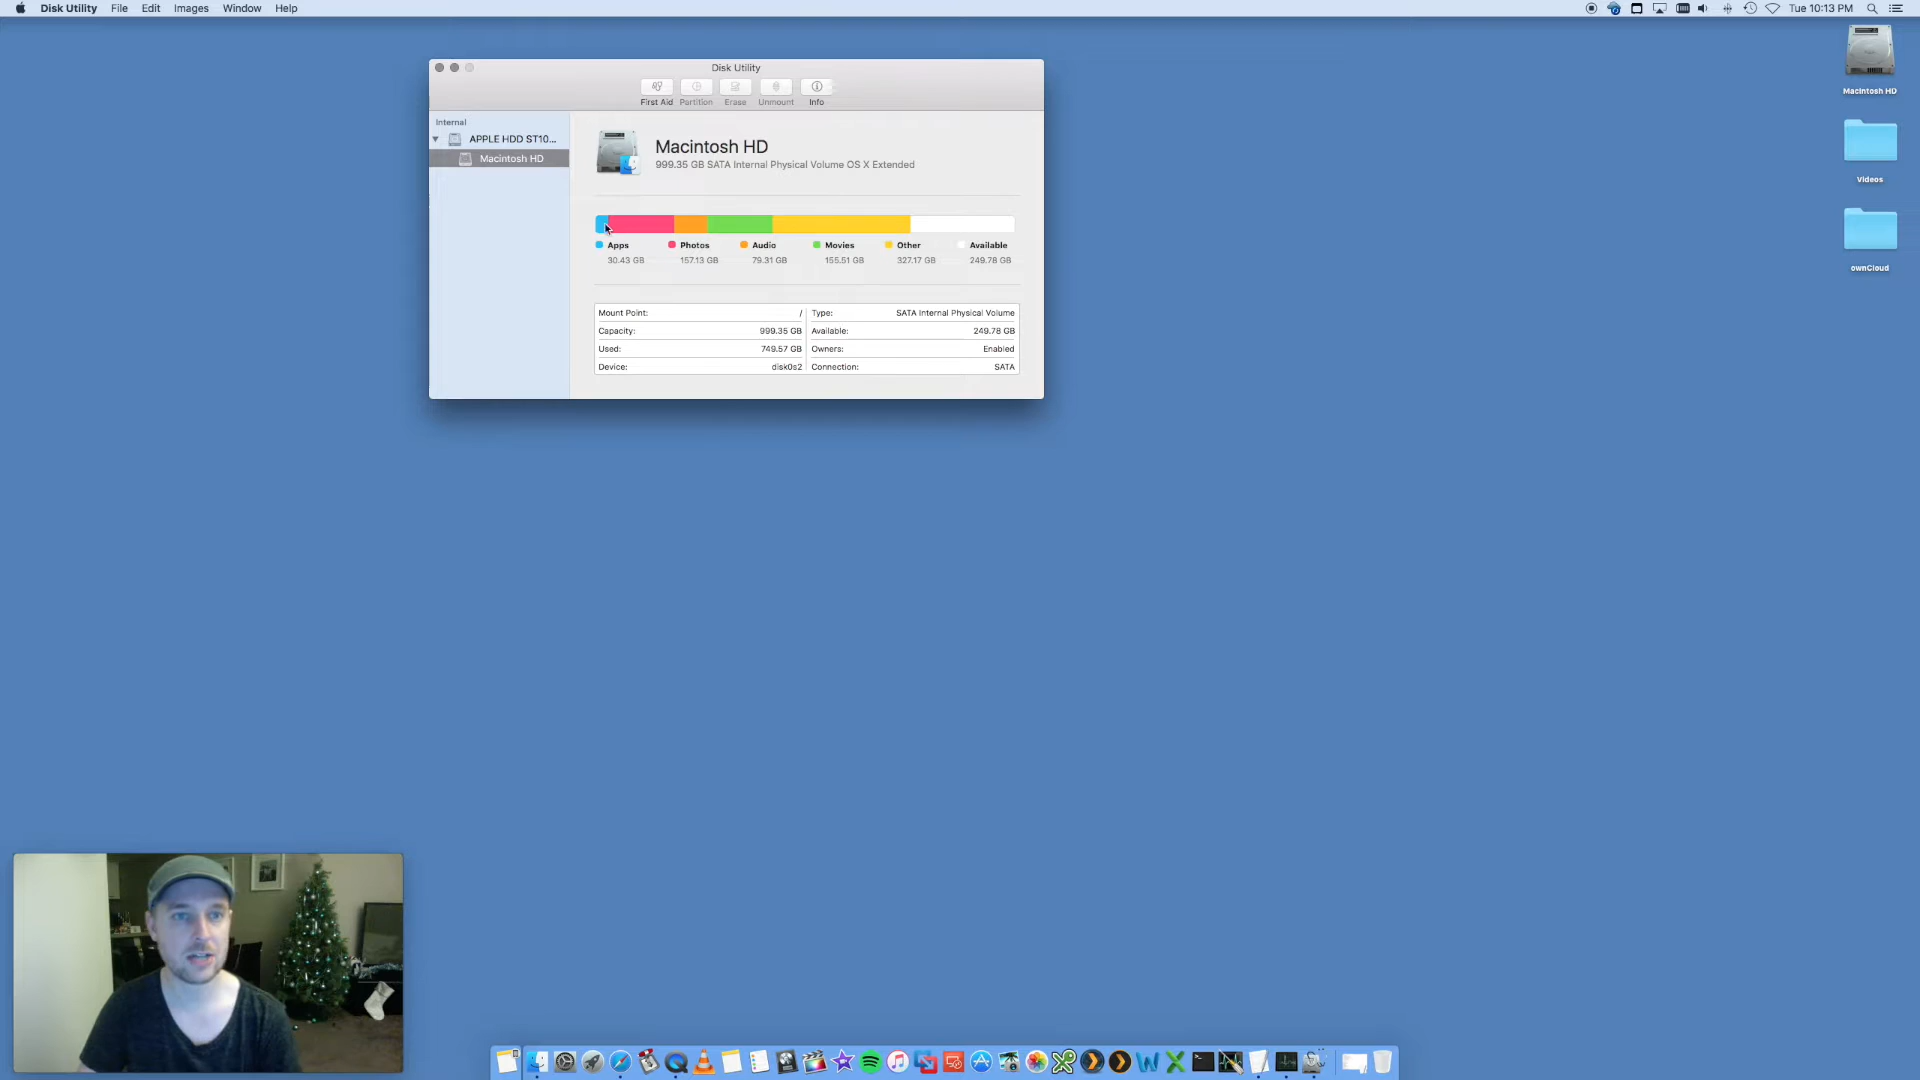 Disk Utility File Edit Images Window Help Tue 10:13 PM
Disk Utility
First Aid Partition Erase Unmount Info
Internal
APPLE HDD ST10...
Macintosh HD
Macintosh HD
999.35 GB SATA Internal Physical Volume OS X Extended
Apps Photos Audio Movies Other Available
30.43 GB 157.13 GB 79.31 GB 155.51 GB 327.17 GB 249.78 GB
Mount Point: / Type: SATA Internal Physical Volume
Capacity: 999.35 GB Available: 249.78 GB
Used: 749.57 GB Owners: Enabled
Device: disk0s2 Connection: SATA
Macintosh HD
Videos
ownCloud